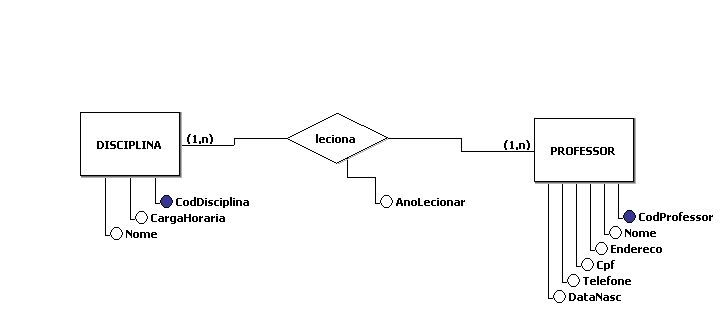 DISCIPLINA
(1,n)
leciona
(1,n)
PROFESSOR
CodDisciplina
CargaHoraria
Nome
AnoLecionar
CodProfessor
Nome
Endereco
Cpf
Telefone
DataNasc